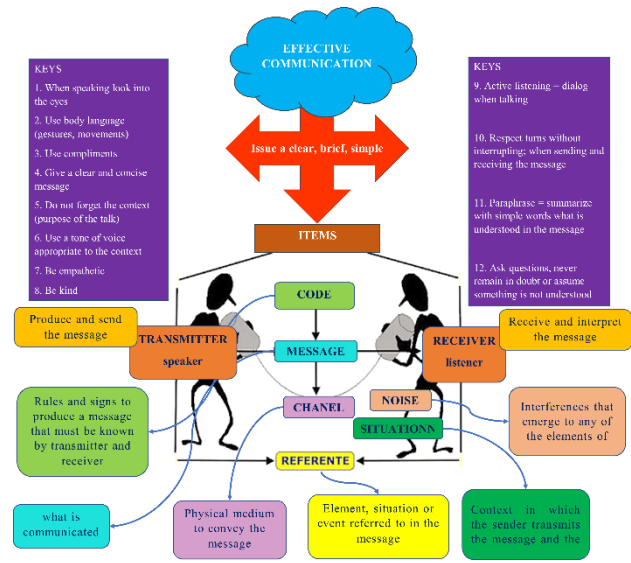 EFFECTIVE
COMMUNICATION
KEYS
1. When speaking look into
the eyes
2. Use body language
(gestures, movements)
3. Use compliments
4. Give a clear and concise
message
5. Do not forget the context
(purpose of the talk)
6. Use a tone of voice
appropriate to the context
7. Be empathetic
8. Be kind
KEYS
9. Active listening = dialog
when talking
10. Respect turns without
interrupting; when sending and
receiving the message
11. Paraphrase = summarize
with simple words what is
understood in the message
12. Ask questions, never
remain in doubt or assume
something is not understood
Issue a clear, brief, simple
ITEMS
CODE
Produce and send
the message
TRANSMITTER
speaker
MESSAGE
RECEIVER
listener
Receive and interpret
the message
CHANEL
NOISE
SITUATIONN
REFERENTE
Rules and signs to
produce a message
that must be known
by transmitter and
receiver
Interferences that
emerge to any of
the elements of
what is
communicated
Physical medium
to convey the
message
Element, situation or
event referred to in the
message
Context in which
the sender transmits
the message and the